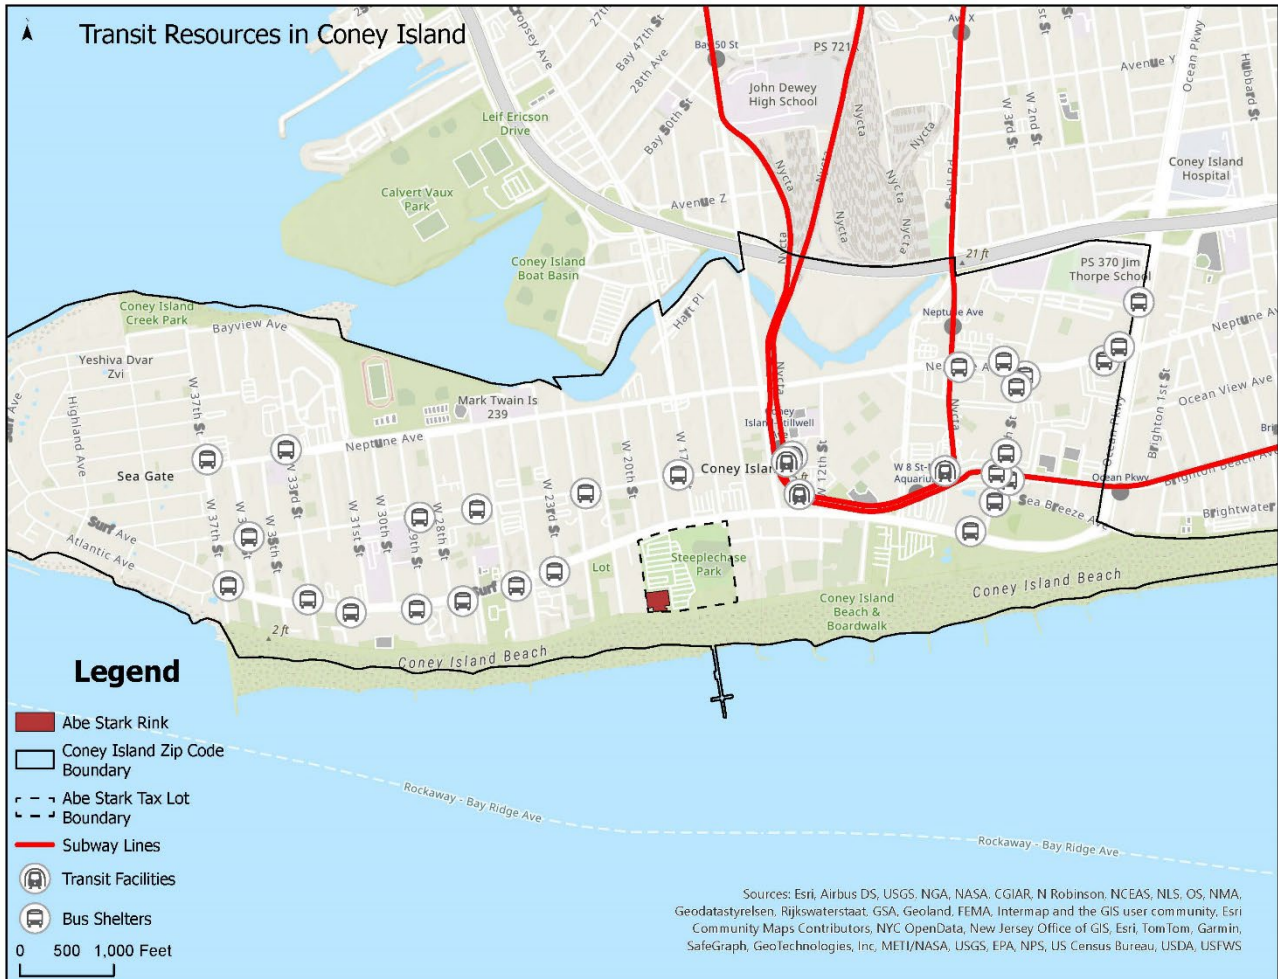 Transit Resources in Coney Island
Cropsey Ave
27th
Bay 47th St
28th Ave
Bay 50th St
Bay 50 St
PS 721
Ave X
Avenue Y
W 3rd St
W 2nd St
Ocean Pkwy
Hubbard St
John Dewey
High School
Leif Ericson
Drive
Nycta
Nycta
Nycta
Nycta
Nycta
Coney Island
Hospital
Calvert Vaux
Park
Avenue Z
21 ft
PS 370 Jim
Thorpe School
Coney Island
Boat Basin
Hart Pl
Coney Island
Creek Park
Bayview Ave
Neptune Ave
Neptune Ave
Yeshiva Dvar
Zvi
Highland Ave
W 37th St
Mark Twain Is
239
Nycta
Nycta
Ocean View Ave
Brighton 1st St
Neptune Ave
Sea Gate
W 33rd St
W 20th St
W 17
Coney
Island-Stillwell
Coney Island
W 12th St
W 8 St-
Aquarium
Ocean Pkwy
Ocean Pkwy
Brighton Beach Ave
Brightwater
Sea Breeze Ave
Surf Ave
Atlantic Ave
W 37th St
W 35th St
W 31st St
W 30th St
W 28th St
W 23rd St
Surf
Lot
Steeplechase
Park
Coney Island
Beach &
Boardwalk
Coney Island Beach
2 ft
Coney Island Beach
Legend
Abe Stark Rink
Coney Island Zip Code
Boundary
Abe Stark Tax Lot
Boundary
Subway Lines
Transit Facilities
Bus Shelters
0 500 1,000 Feet
Rockaway - Bay Ridge Ave
Rockaway - Bay Ridge Ave
Sources: Esri, Airbus DS, USGS, NGA, NASA, CGIAR, N Robinson, NCEAS, NLS, OS, NMA,
Geodatastyrelsen, Rijkswaterstaat, GSA, Geoland, FEMA, Intermap and the GIS user community, Esri
Community Maps Contributors, NYC OpenData, New Jersey Office of GIS, Esri, TomTom, Garmin,
SafeGraph, GeoTechnologies, Inc, METI/NASA, USGS, EPA, NPS, US Census Bureau, USDA, USFWS